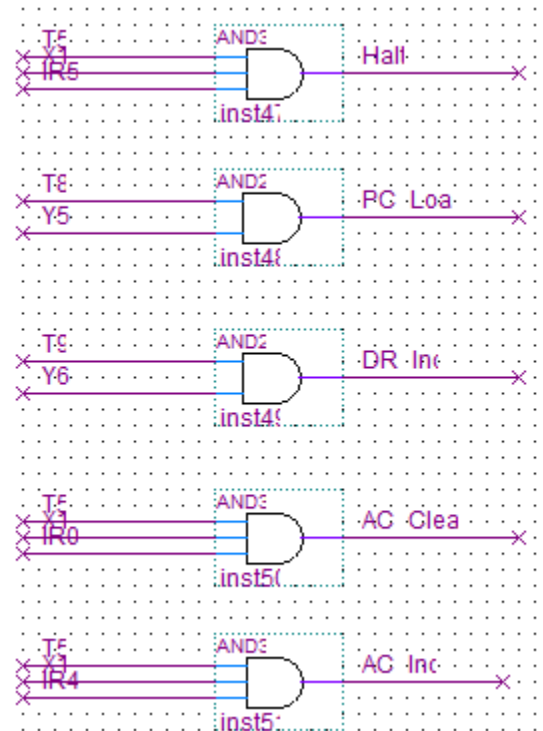 T5 AND3
X1 Halt
IR5
inst47
T8 AND2
PC Loa
Y5
inst48
T9 AND2
DR Inc
Y6
inst49
T5 AND3
X1 AC Clea
IR0
inst50
T5 AND3
X1 AC Inc
IR4
inst51